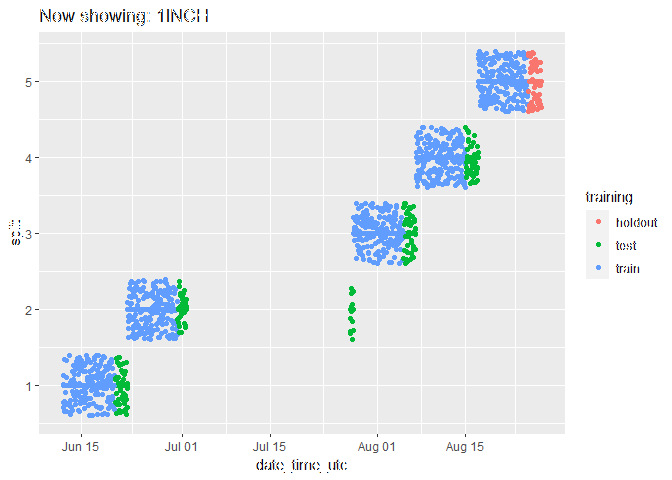 Now showing: 1INCH
5
4
3
2
1
split
Jun 15
Jul 01
Jul 15
Aug 01
Aug 15
date_time_utc
training
holdout
test
train